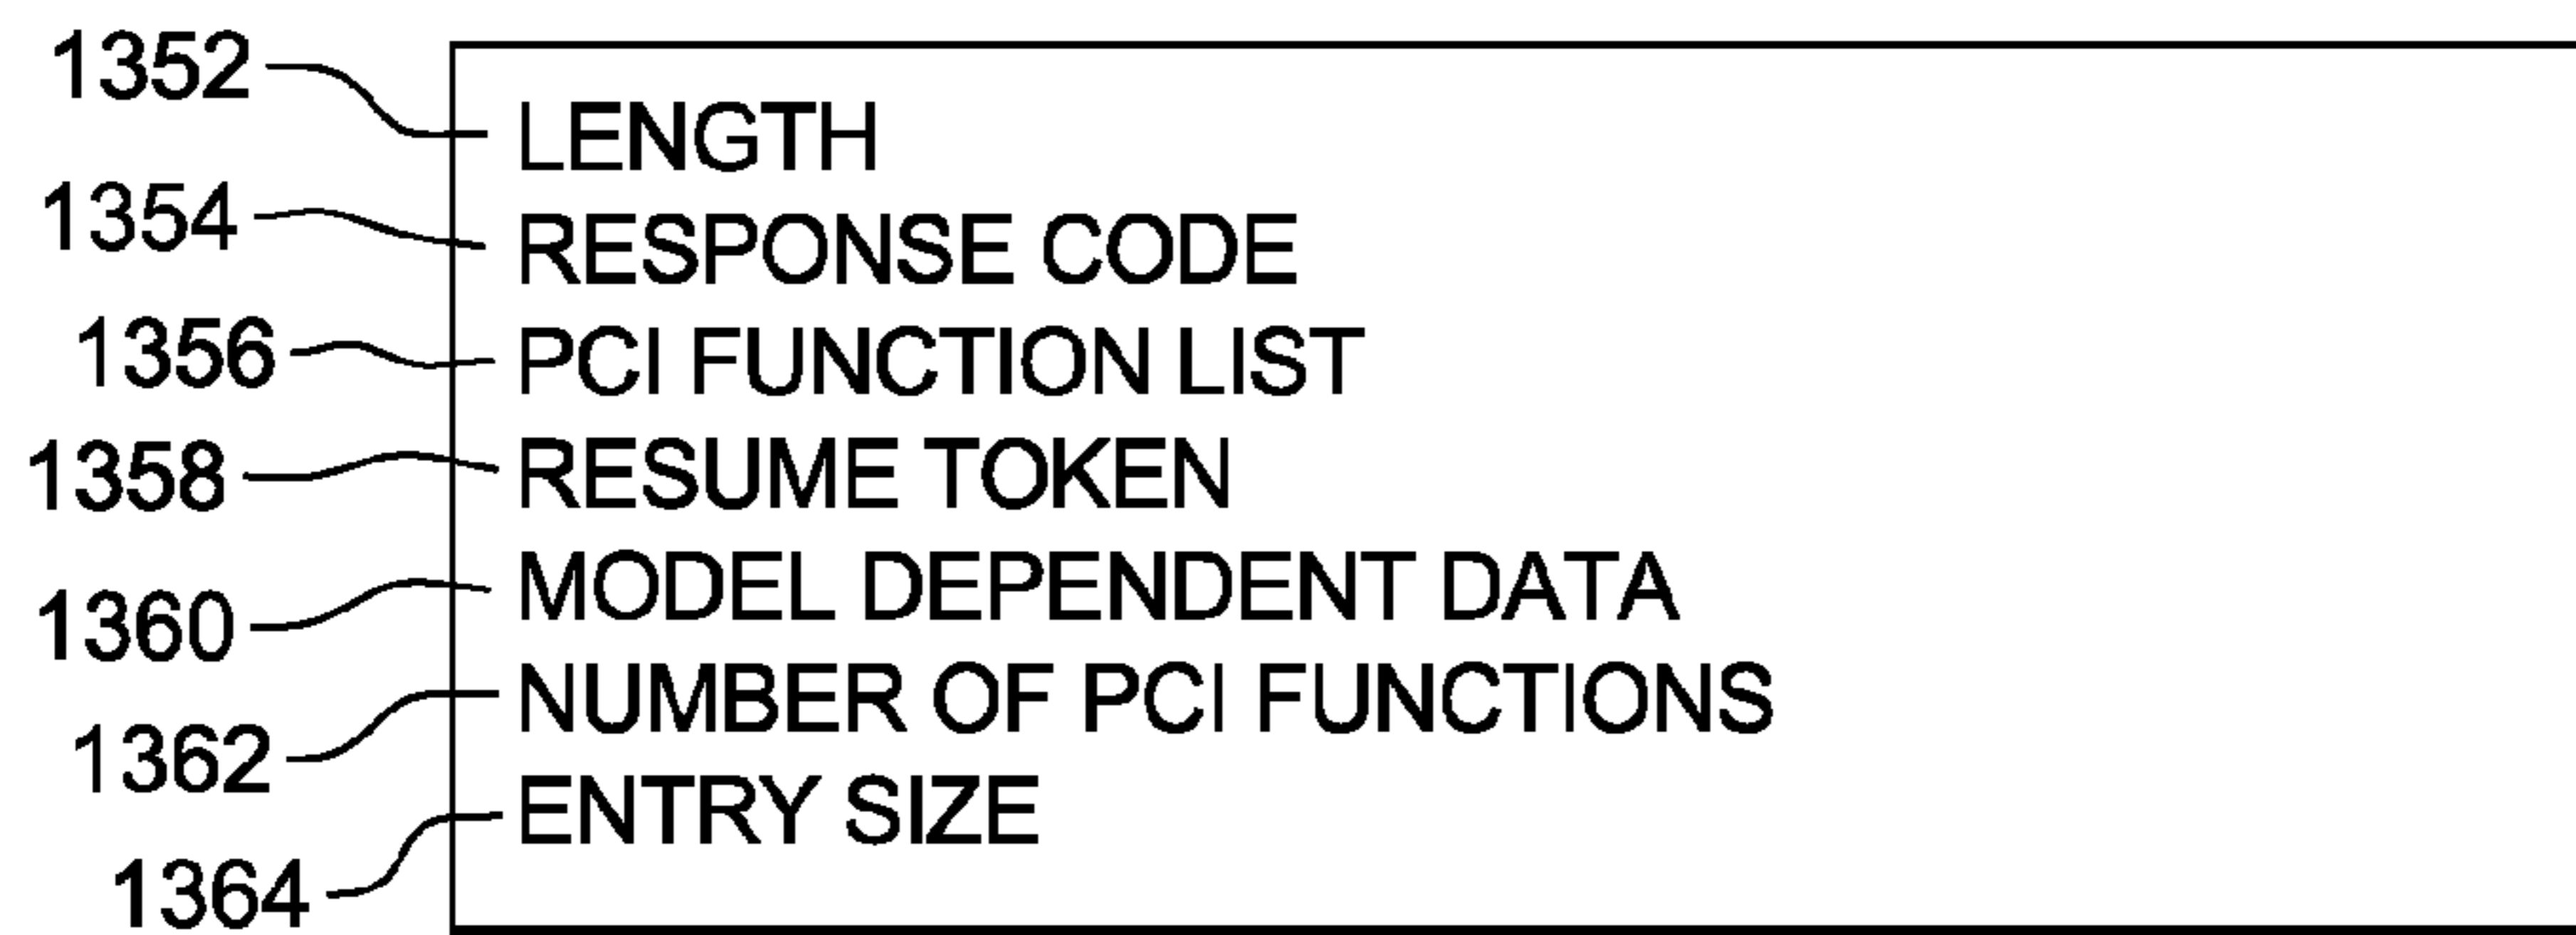 1352 LENGTH
1354 RESPONSE CODE
1356 PCI FUNCTION LIST
1358 RESUME TOKEN
1360 MODEL DEPENDENT DATA
1362 NUMBER OF PCI FUNCTIONS
1364 ENTRY SIZE